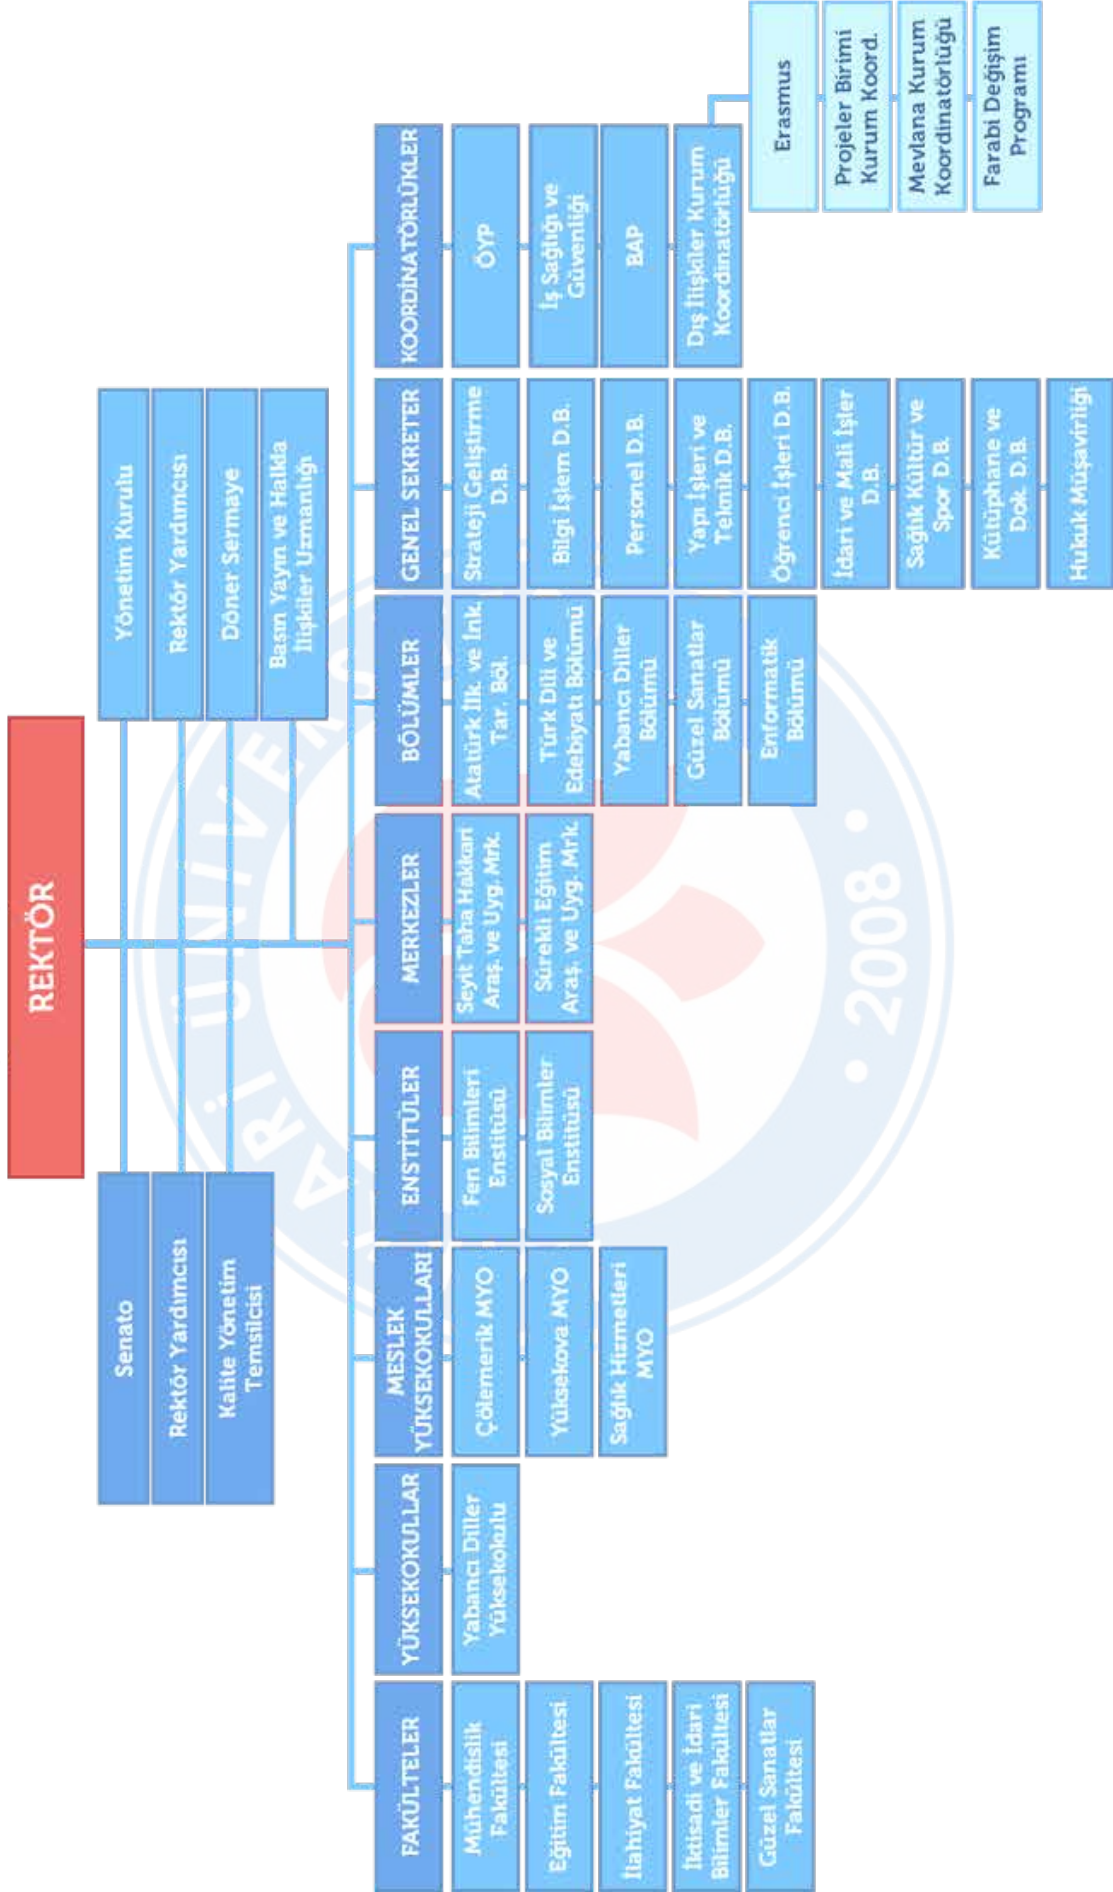 REKTÖR
Senato
Rektör Yardımcısı
Kalite Yönetim
Temsilcisi
Yönetim Kurulu
Rektör Yardımcısı
Döner Sermaye
Basın Yayın ve Halkla
İlişkiler Uzmanlığı
FAKÜLTELER
Mühendislik
Fakültesi
Eğitim Fakültesi
İlahiyat Fakültesi
İktisadi ve İdari
Bilimler Fakültesi
Güzel Sanatlar
Fakültesi
YÜKSEKOKULLAR
Yabancı Diller
Yüksekokulu
MESLEK
YÜKSEKOKULLARI
Çölemerik MYO
Yüksekova MYO
Sağlık Hizmetleri
MYO
ENSTİTÜLER
Fen Bilimleri
Enstitüsü
Sosyal Bilimler
Enstitüsü
MERKEZLER
Seyit Taha Hakkari
Araş. ve Uyg. Mrk.
Sürekli Eğitim
Araş. ve Uyg. Mrk.
BÖLÜMLER
Atatürk İlk. ve İnk.
Tar. Böl.
Türk Dili ve
Edebiyatı Bölümü
Yabancı Diller
Bölümü
Güzel Sanatlar
Bölümü
Enformatik
Bölümü
GENEL SEKRETER
Strateji Geliştirme
D.B.
Bilgi İşlem D.B.
Personel D.B.
Yapı İşleri ve
Teknik D.B.
Öğrenci İşleri D.B.
İdari ve Mali İşler
D.B.
Sağlık Kültür ve
Spor D.B.
Kütüphane ve
Dok. D.B.
Hukuk Müşavirliği
KOORDİNATÖRLÜKLER
ÖYP
İş Sağlığı ve
Güvenliği
BAP
Dış İlişkiler Kurum
Koordinatörlüğü
Erasmus
Projeler Birimi
Kurum Koord.
Mevlana Kurum
Koordinatörlüğü
Farabi Değişim
Programı
• 2008 •